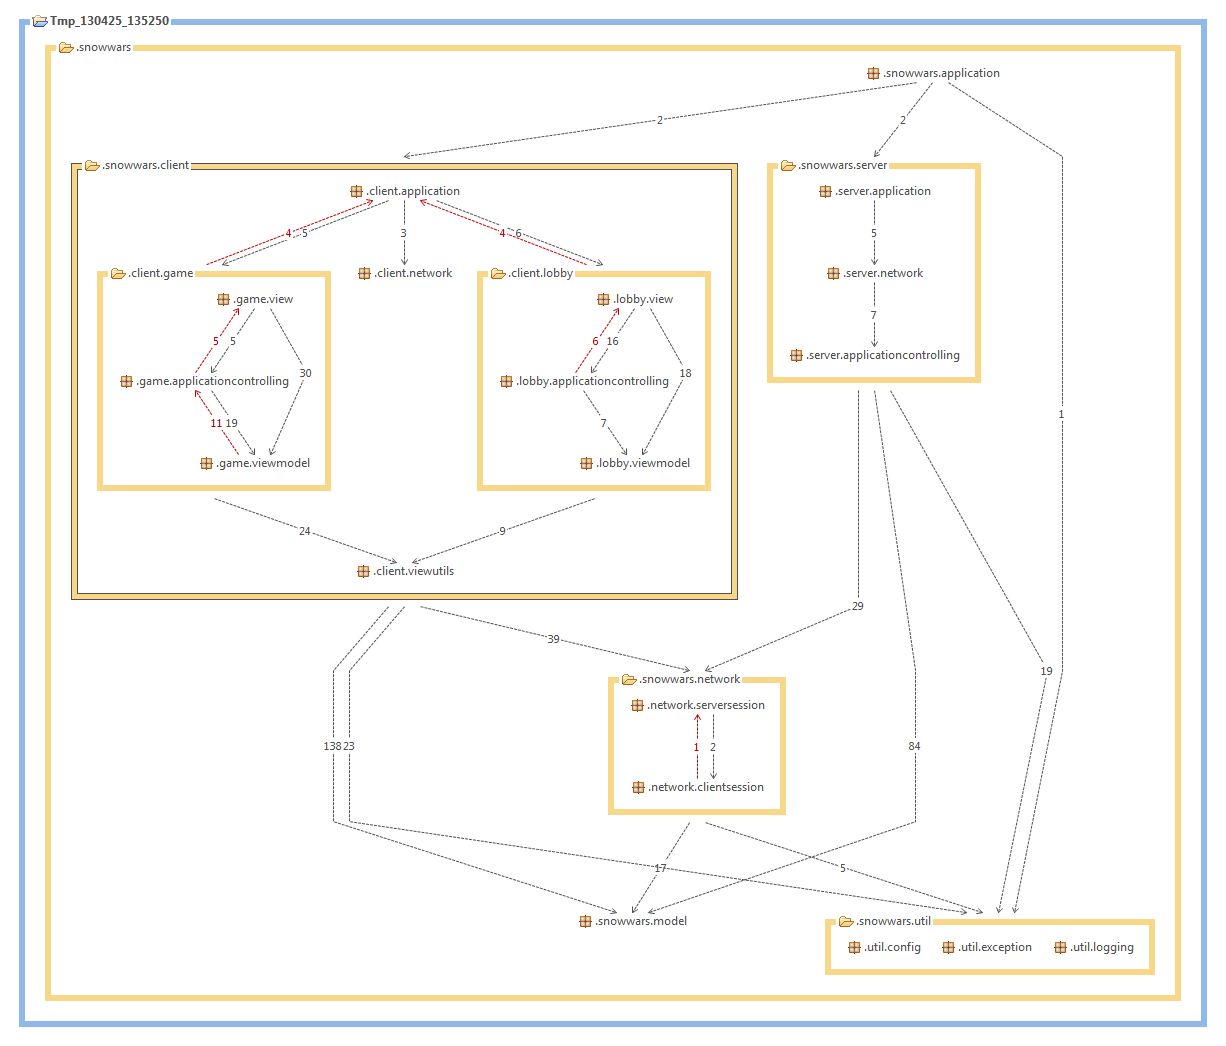 Tmp_130425_135250
.snowwars
.snowwars.application
2
2
.snowwars.client
.snowwars.server
.client.application
.server.application
4
5
3
4
6
5
.client.game
.client.network
.client.lobby
.server.network
.game.view
.lobby.view
7
5
5
6
16
.server.applicationcontrolling
30
18
.game.applicationcontrolling
.lobby.applicationcontrolling
1
11
19
7
.game.viewmodel
.lobby.viewmodel
24
9
.client.viewutils
29
39
19
.snowwars.network
.network.serversession
138
23
1
2
84
.network.clientsession
17
5
.snowwars.model
.snowwars.util
.util.config
.util.exception
.util.logging